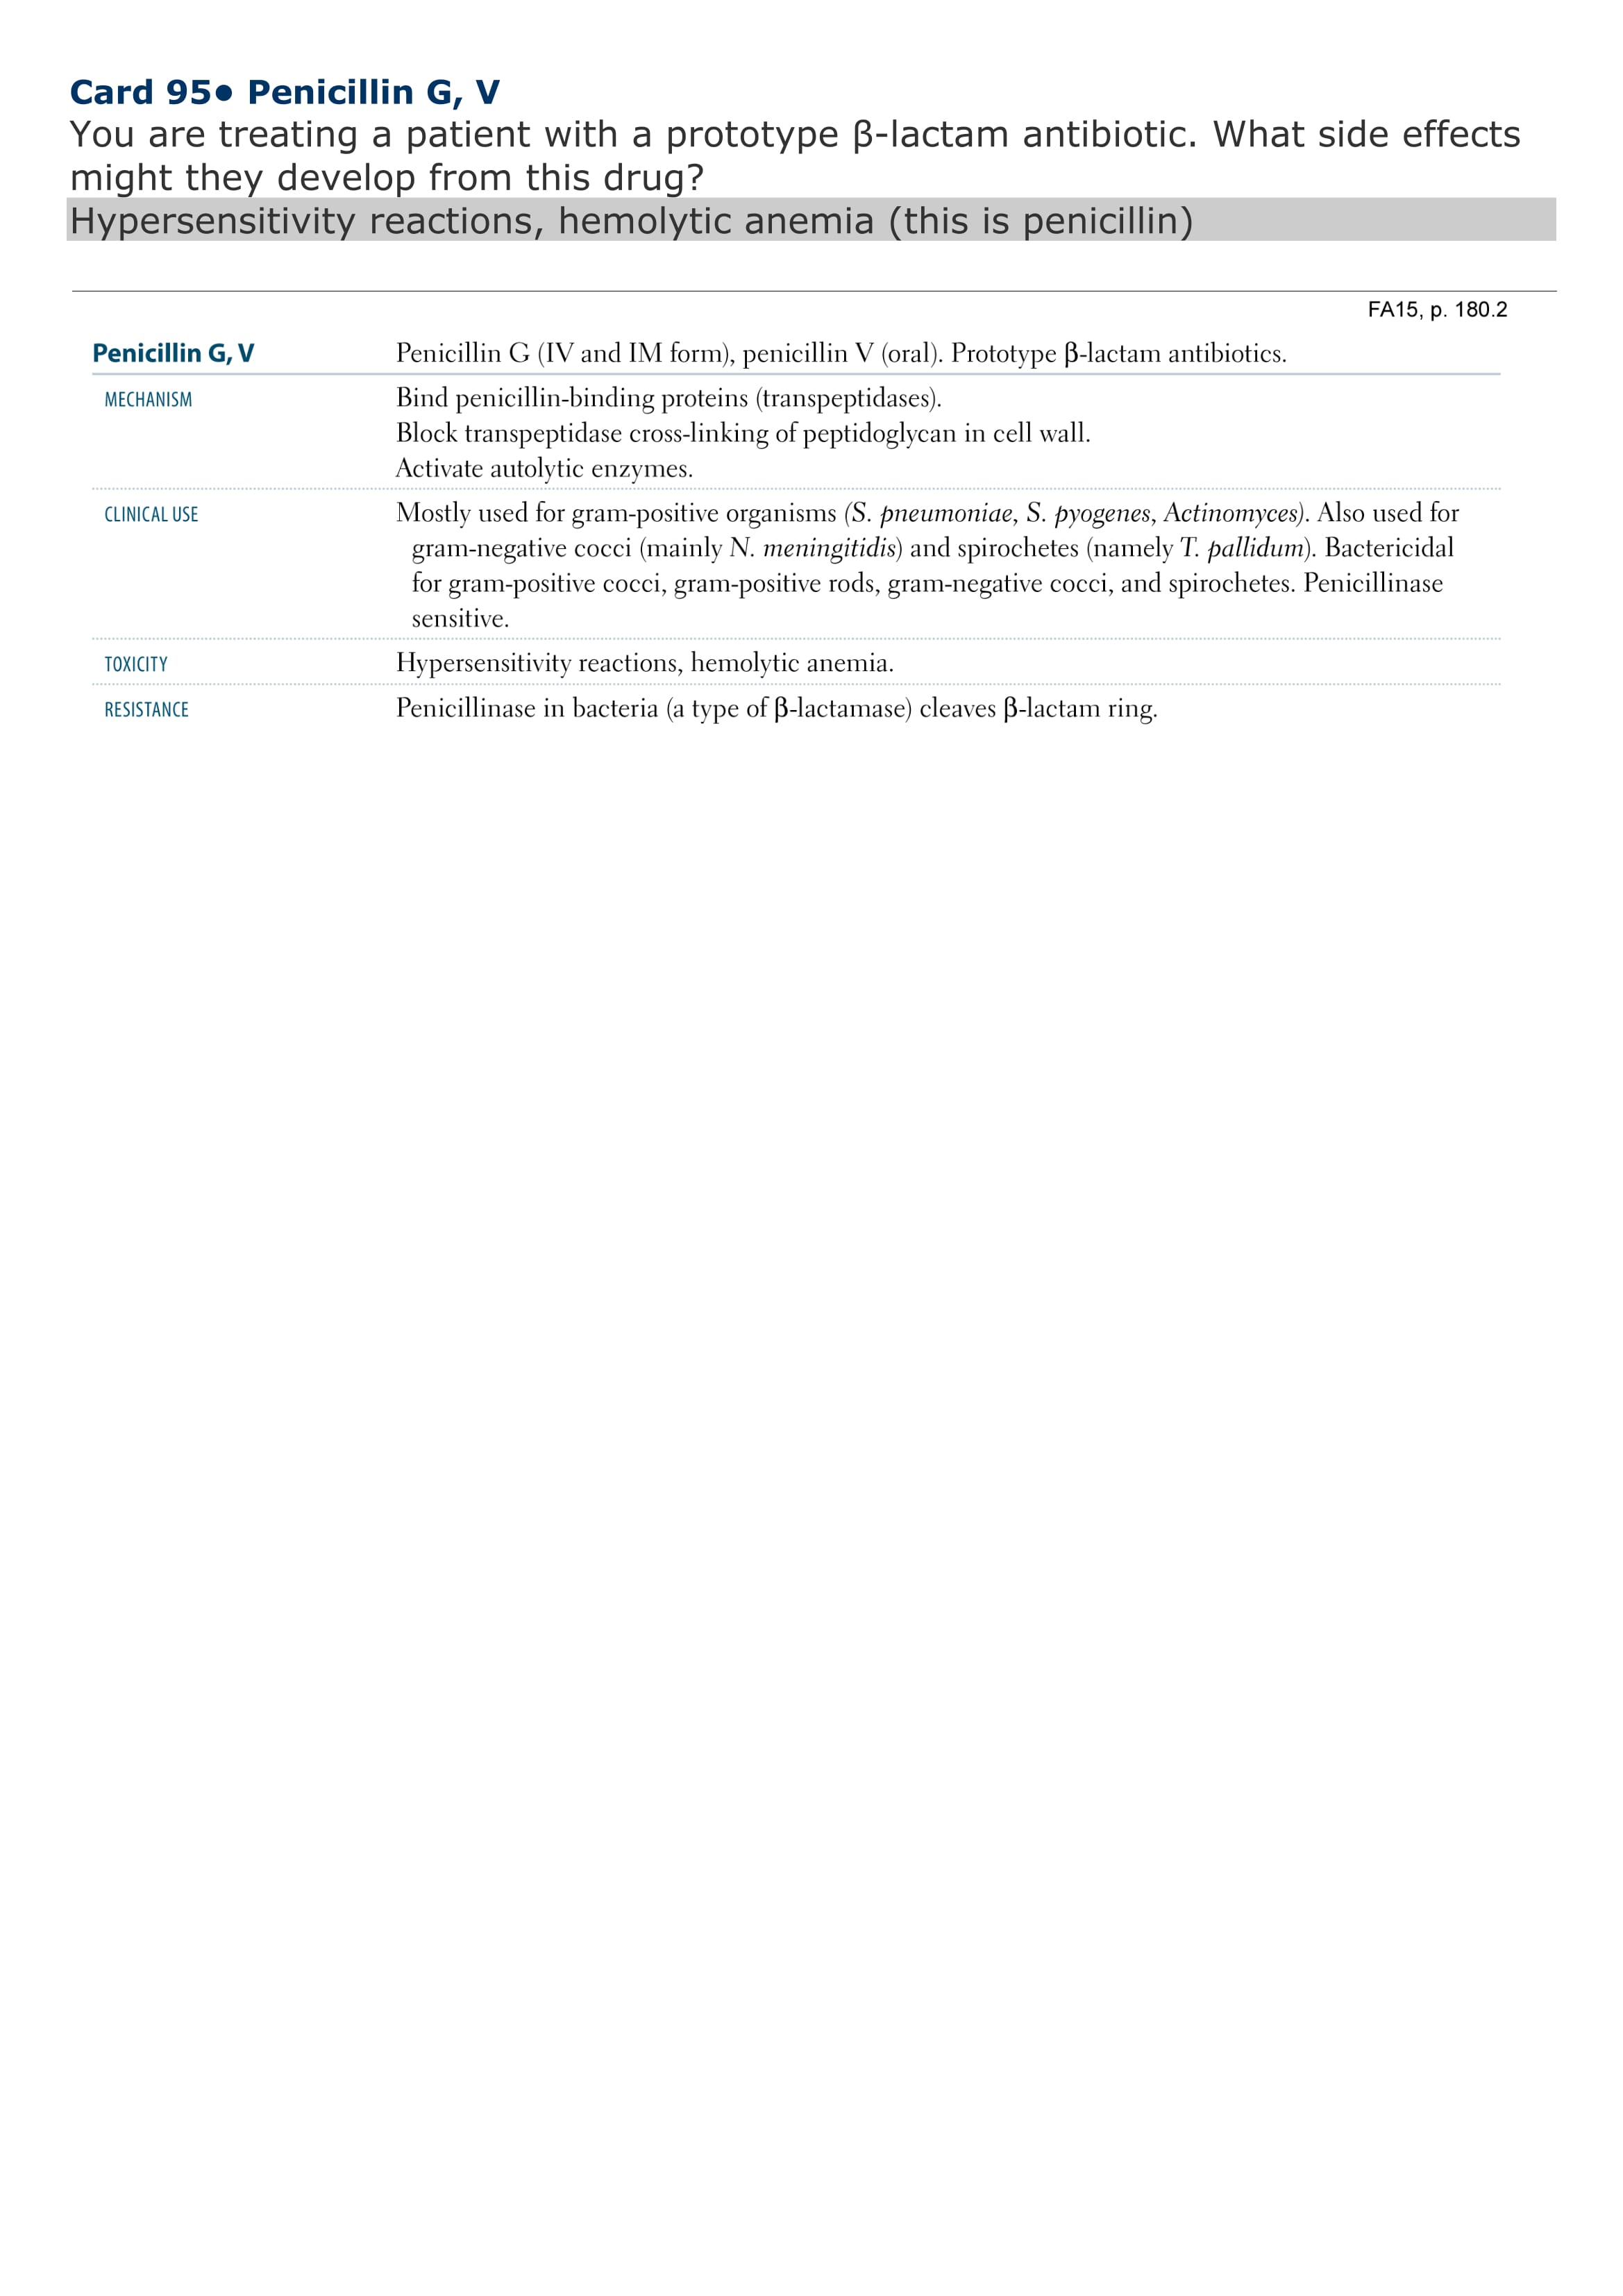 Card 95● Penicillin G, V
You are treating a patient with a prototype β-lactam antibiotic. What side effects
might they develop from this drug?
Hypersensitivity reactions, hemolytic anemia (this is penicillin)
FA15, p. 180.2
Penicillin G, V Penicillin G (IV and IM form), penicillin V (oral). Prototype β-lactam antibiotics.
MECHANISM Bind penicillin-binding proteins (transpeptidases).
Block transpeptidase cross-linking of peptidoglycan in cell wall.
Activate autolytic enzymes.
CLINICAL USE Mostly used for gram-positive organisms (S. pneumoniae, S. pyogenes, Actinomyces). Also used for
gram-negative cocci (mainly N. meningitidis) and spirochetes (namely T. pallidum). Bactericidal
for gram-positive cocci, gram-positive rods, gram-negative cocci, and spirochetes. Penicillinase
sensitive.
TOXICITY Hypersensitivity reactions, hemolytic anemia.
RESISTANCE Penicillinase in bacteria (a type of β-lactamase) cleaves β-lactam ring.